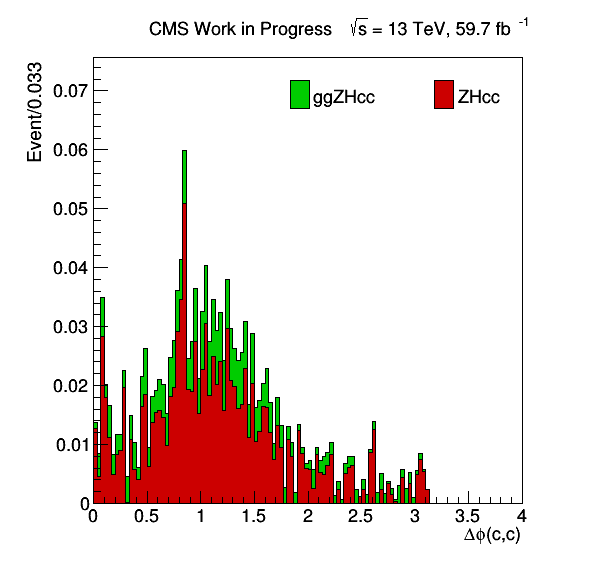 CMS Work in Progress √s = 13 TeV, 59.7 fb⁻¹
Event/0.033
ggZHcc ZHcc
0.07
0.06
0.05
0.04
0.03
0.02
0.01
0
0 0.5 1 1.5 2 2.5 3 3.5 4
Δϕ(c,c)